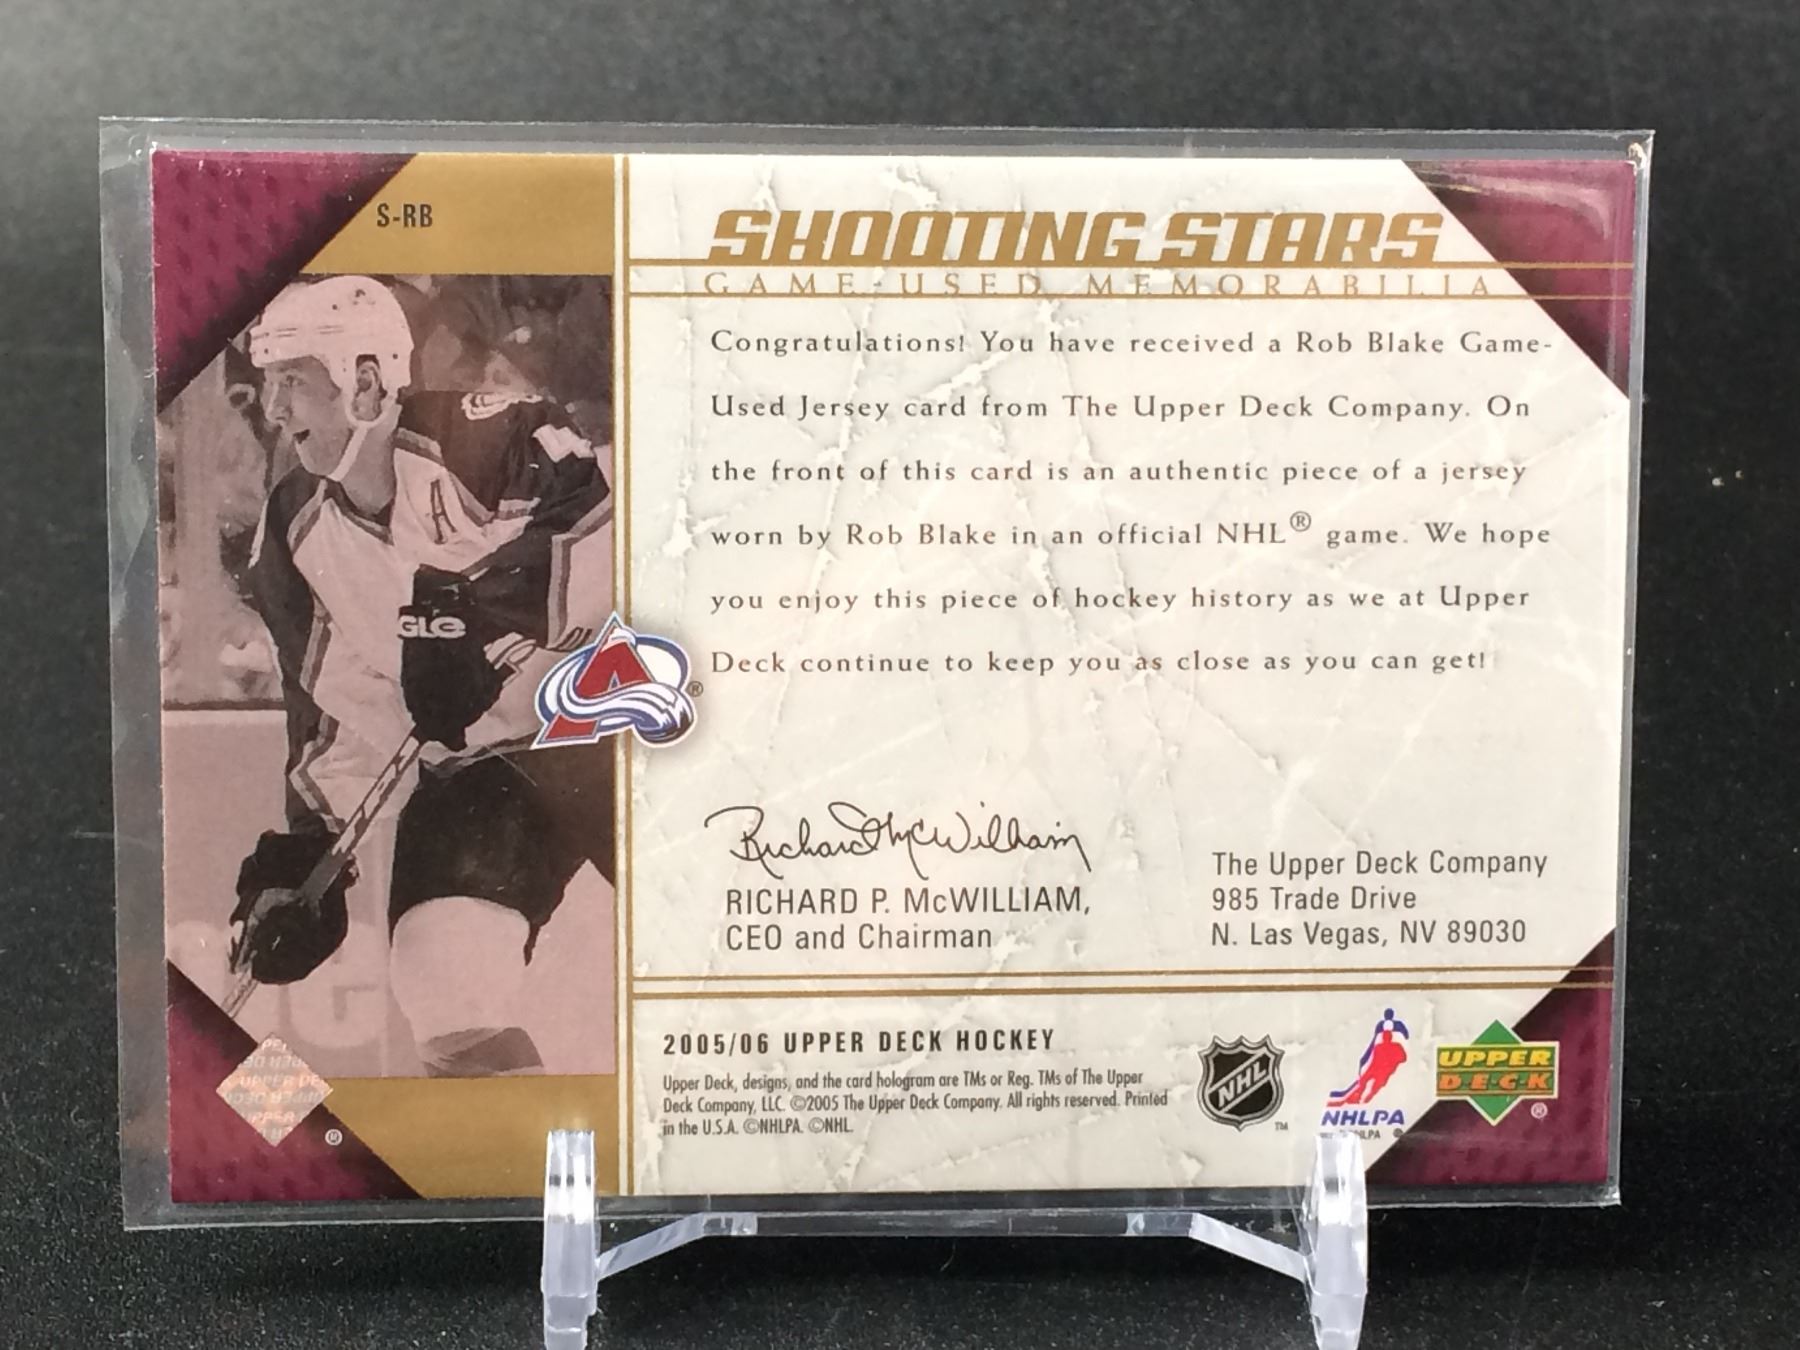 S-RB
SHOOTING STARS
GAME-USED MEMORABILIA
Congratulations! You have received a Rob Blake Game-
Used Jersey card from The Upper Deck Company. On
the front of this card is an authentic piece of a jersey
worn by Rob Blake in an official NHL® game. We hope
you enjoy this piece of hockey history as we at Upper
Deck continue to keep you as close as you can get!
A
GLE
A
®
Richard McWilliam
RICHARD P. McWILLIAM,
CEO and Chairman
The Upper Deck Company
985 Trade Drive
N. Las Vegas, NV 89030
2005/06 UPPER DECK HOCKEY
Upper Deck, designs, and the card hologram are TMs or Reg. TMs of The Upper
Deck Company, LLC. ©2005 The Upper Deck Company. All rights reserved. Printed
in the U.S.A. ©NHLPA. ©NHL.
NHL
TM
NHLPA
UPPER
D·E·C·K
®
UPPER DE
®